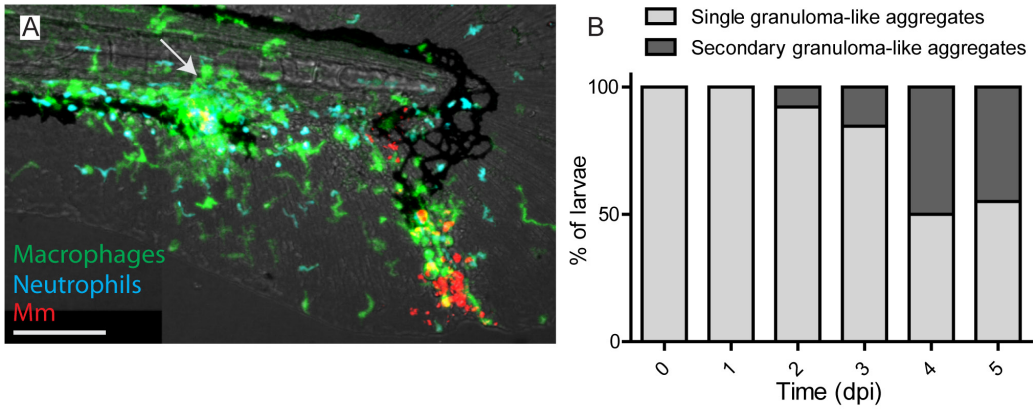 A
Macrophages
Neutrophils
Mm
B
Single granuloma-like aggregates
Secondary granuloma-like aggregates
100
50
0
% of larvae
0 1 2 3 4 5
Time (dpi)